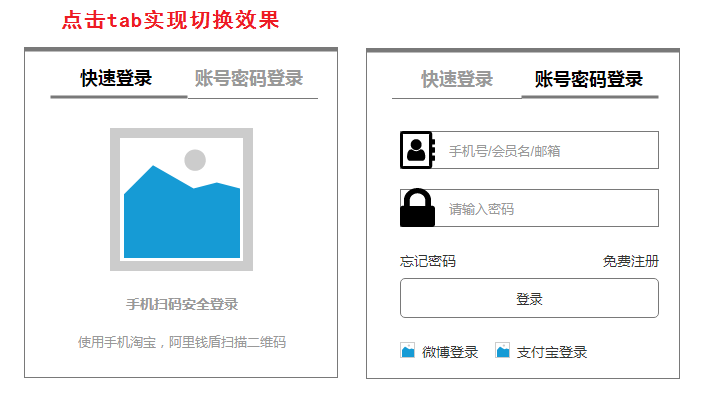 点击tab实现切换效果
快速登录 账号密码登录
手机扫码安全登录
使用手机淘宝，阿里钱盾扫描二维码
快速登录 账号密码登录
手机号/会员名/邮箱
请输入密码
忘记密码 免费注册
登录
微博登录 支付宝登录